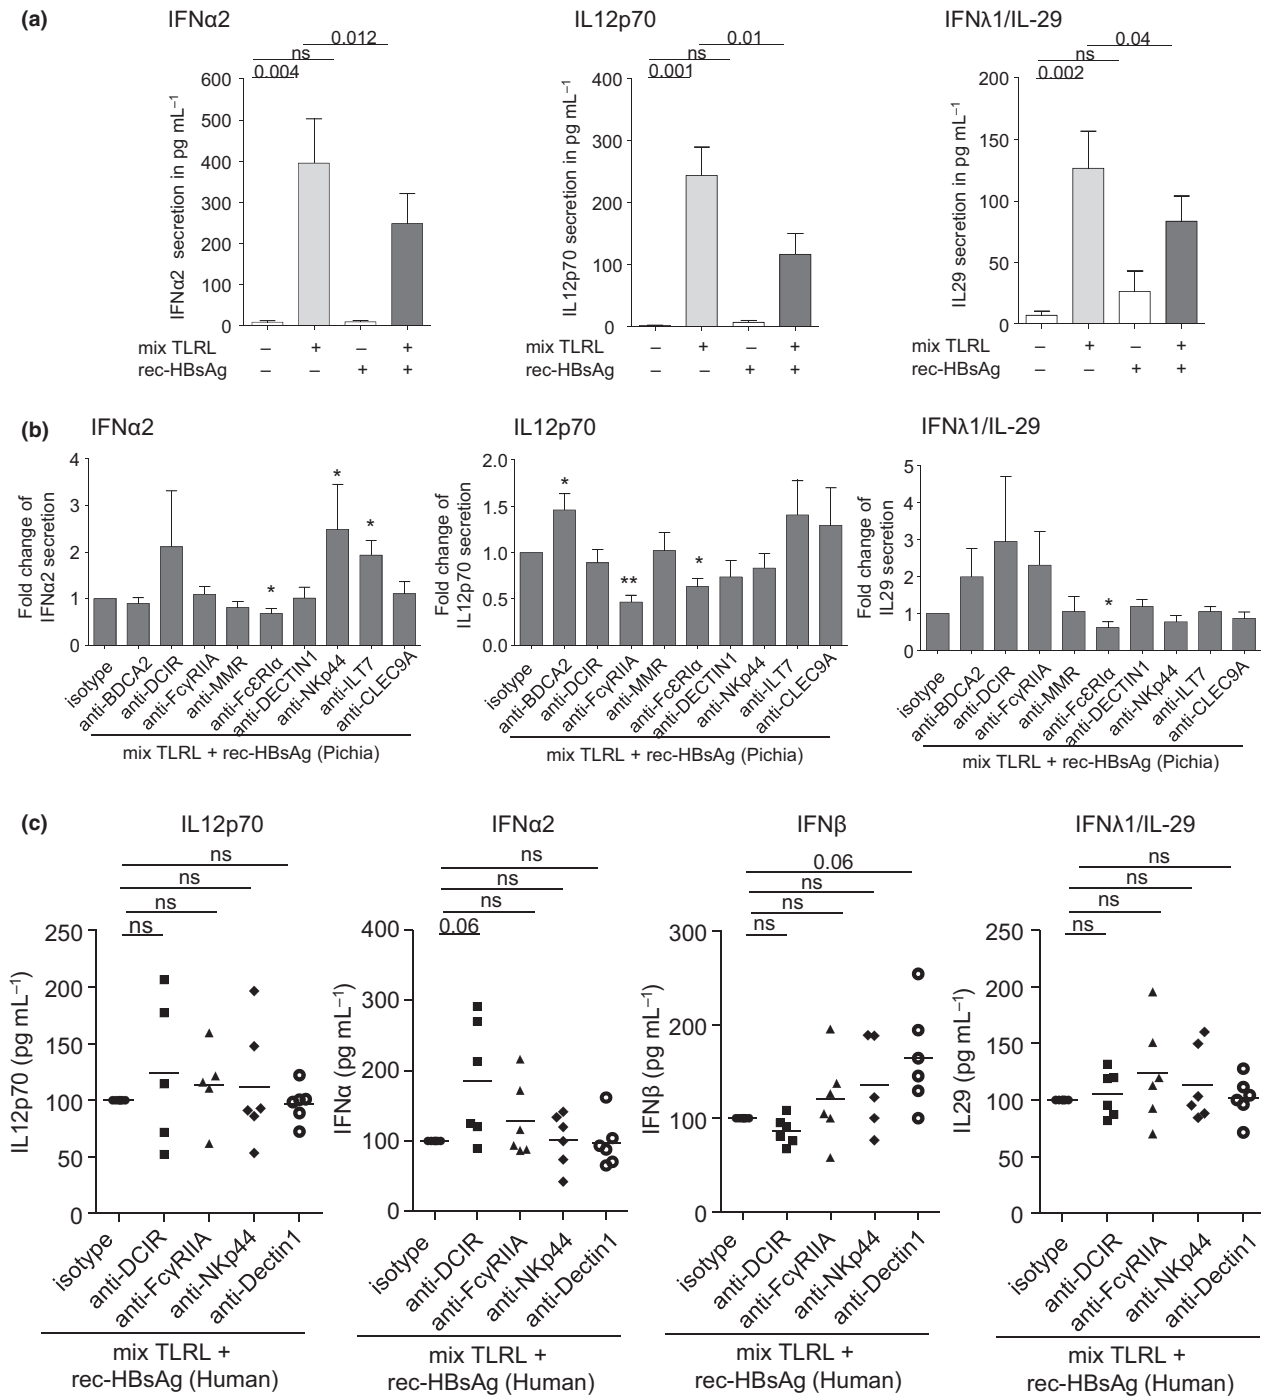 (a)
IFNα2
IL12p70
IFNλ1/IL-29
0.012
ns
0.004
0.01
ns
0.001
0.04
ns
0.002
IFNα2 secretion in pg mL⁻¹
600
500
400
300
200
100
0
IL12p70 secretion in pg mL⁻¹
400
300
200
100
0
IL29 secretion in pg mL⁻¹
200
150
100
50
0
mix TLRL – + – +
rec-HBsAg – – + +
mix TLRL – + – +
rec-HBsAg – – + +
mix TLRL – + – +
rec-HBsAg – – + +
(b)
IFNα2
IL12p70
IFNλ1/IL-29
Fold change of
IFNα2 secretion
4
3
2
1
0
* * *
isotype
anti-BDCA2
anti-DCIR
anti-FcγRIIA
anti-MMR
anti-FcεRIα
anti-DECTIN1
anti-NKp44
anti-ILT7
anti-CLEC9A
mix TLRL + rec-HBsAg (Pichia)
Fold change of
IL12p70 secretion
2.0
1.5
1.0
0.5
0.0
* ** *
isotype
anti-BDCA2
anti-DCIR
anti-FcγRIIA
anti-MMR
anti-FcεRIα
anti-DECTIN1
anti-NKp44
anti-ILT7
anti-CLEC9A
mix TLRL + rec-HBsAg (Pichia)
Fold change of
IL29 secretion
5
4
3
2
1
0
*
isotype
anti-BDCA2
anti-DCIR
anti-FcγRIIA
anti-MMR
anti-FcεRIα
anti-DECTIN1
anti-NKp44
anti-ILT7
anti-CLEC9A
mix TLRL + rec-HBsAg (Pichia)
(c)
IL12p70
IFNα2
IFNβ
IFNλ1/IL-29
ns
ns
ns
ns
IL12p70 (pg mL⁻¹)
250
200
150
100
50
0
isotype
anti-DCIR
anti-FcγRIIA
anti-NKp44
anti-Dectin1
mix TLRL +
rec-HBsAg (Human)
ns
ns
ns
0.06
IFNα (pg mL⁻¹)
400
300
200
100
0
isotype
anti-DCIR
anti-FcγRIIA
anti-NKp44
anti-Dectin1
mix TLRL +
rec-HBsAg (Human)
0.06
ns
ns
ns
IFNβ (pg mL⁻¹)
300
200
100
0
isotype
anti-DCIR
anti-FcγRIIA
anti-NKp44
anti-Dectin1
mix TLRL +
rec-HBsAg (Human)
ns
ns
ns
ns
IL29 (pg mL⁻¹)
250
200
150
100
50
0
isotype
anti-DCIR
anti-FcγRIIA
anti-NKp44
anti-Dectin1
mix TLRL +
rec-HBsAg (Human)